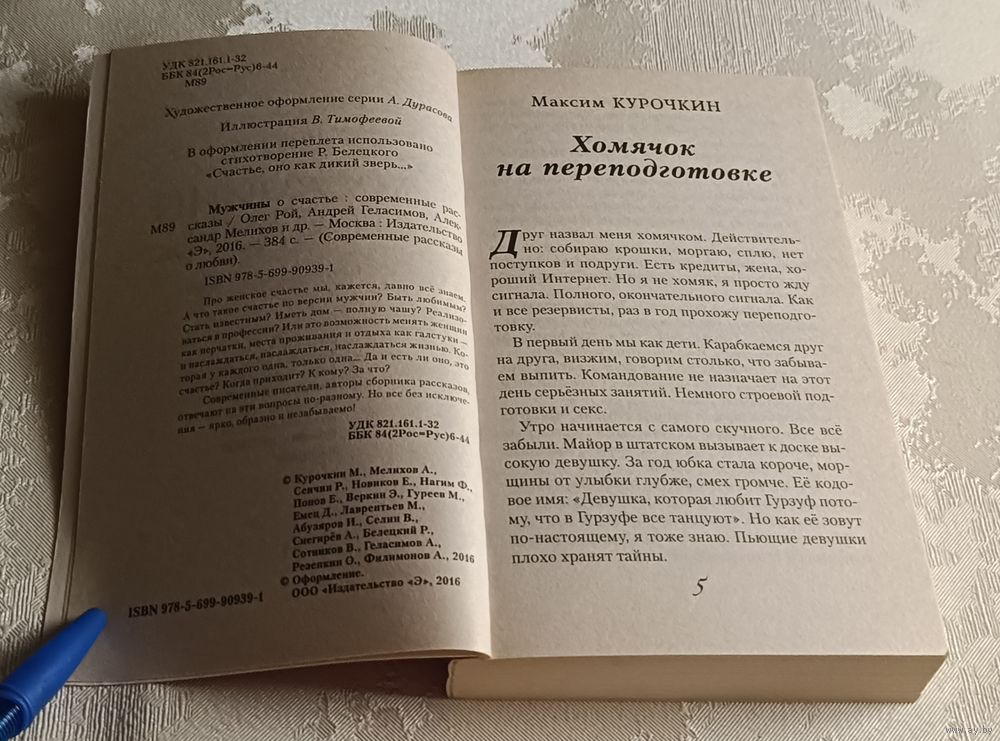 УДК 821.161.1-32
ББК 84(2Рос=Рус)6-44
М89
Художественное оформление серии А. Дурасова
Иллюстрация В. Тимофеевой
В оформлении переплета использовано
стихотворение Р. Белецкого
«Счастье, оно как дикий зверь...»
Мужчины о счастье : современные рас-
М89 сказы / Олег Рой, Андрей Геласимов, Алек-
сандр Мелихов и др. — Москва : Издательство
«Э», 2016. — 384 с. — (Современные рассказы
о любви).
ISBN 978-5-699-90939-1
Про женское счастье мы, кажется, давно всё знаем.
А что такое счастье по версии мужчин? Быть любимым?
Стать известным? Иметь дом — полную чашу? Реализо-
ваться в профессии? Или это возможность менять женщин
как перчатки, места проживания и отдыха как галстуки —
и наслаждаться, наслаждаться, наслаждаться жизнью. Ко-
торая у каждого одна, только одна... Да и есть ли оно, это
счастье? Когда приходит? К кому? За что?
Современные писатели, авторы сборника рассказов,
отвечают на эти вопросы по-разному. Но все без исключе-
ния — ярко, образно и незабываемо!
УДК 821.161.1-32
ББК 84(2Рос=Рус)6-44
© Курочкин М., Мелихов А.,
Сенчин Р., Новиков Е., Нагим Ф.,
Попов Е., Веркин Э., Гуреев М.,
Емец Д., Лаврентьев М.,
Абузяров И., Селин В.,
Снегирёв А., Белецкий Р.,
Сотников В., Геласимов А.,
Резепкин О., Филимонов А., 2016
© Оформление.
ООО «Издательство «Э», 2016
ISBN 978-5-699-90939-1
Максим КУРОЧКИН
Хомячок
на переподготовке
Друг назвал меня хомячком. Действитель-
но: собираю крошки, моргаю, сплю, нет
поступков и подруги. Есть кредиты, жена, хо-
роший Интернет. Но я не хомяк, я просто жду
сигнала. Полного, окончательного сигнала. Как
и все резервисты, раз в год прохожу переподго-
товку.
В первый день мы как дети. Карабкаемся друг
на друга, визжим, говорим столько, что забыва-
ем выпить. Командование не назначает на этот
день серьёзных занятий. Немного строевой под-
готовки и секс.
Утро начинается с самого скучного. Все всё
забыли. Майор в штатском вызывает к доске вы-
сокую девушку. За год юбка стала короче, мор-
щины от улыбки глубже, смех громче. Её кодо-
вое имя: «Девушка, которая любит Гурзуф пото-
му, что в Гурзуфе все танцуют». Но как её зовут
по-настоящему, я тоже знаю. Пьющие девушки
плохо хранят тайны.
5
www.ay.by